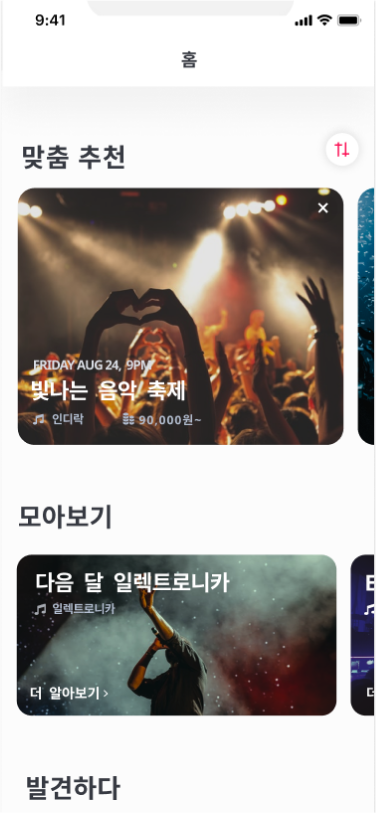 9:41
홈
맞춤 추천
FRIDAY AUG 24, 9PM
빛나는 음악 축제
인디락 90,000원~
모아보기
다음 달 일렉트로니카
일렉트로니카
더 알아보기 >
발견하다